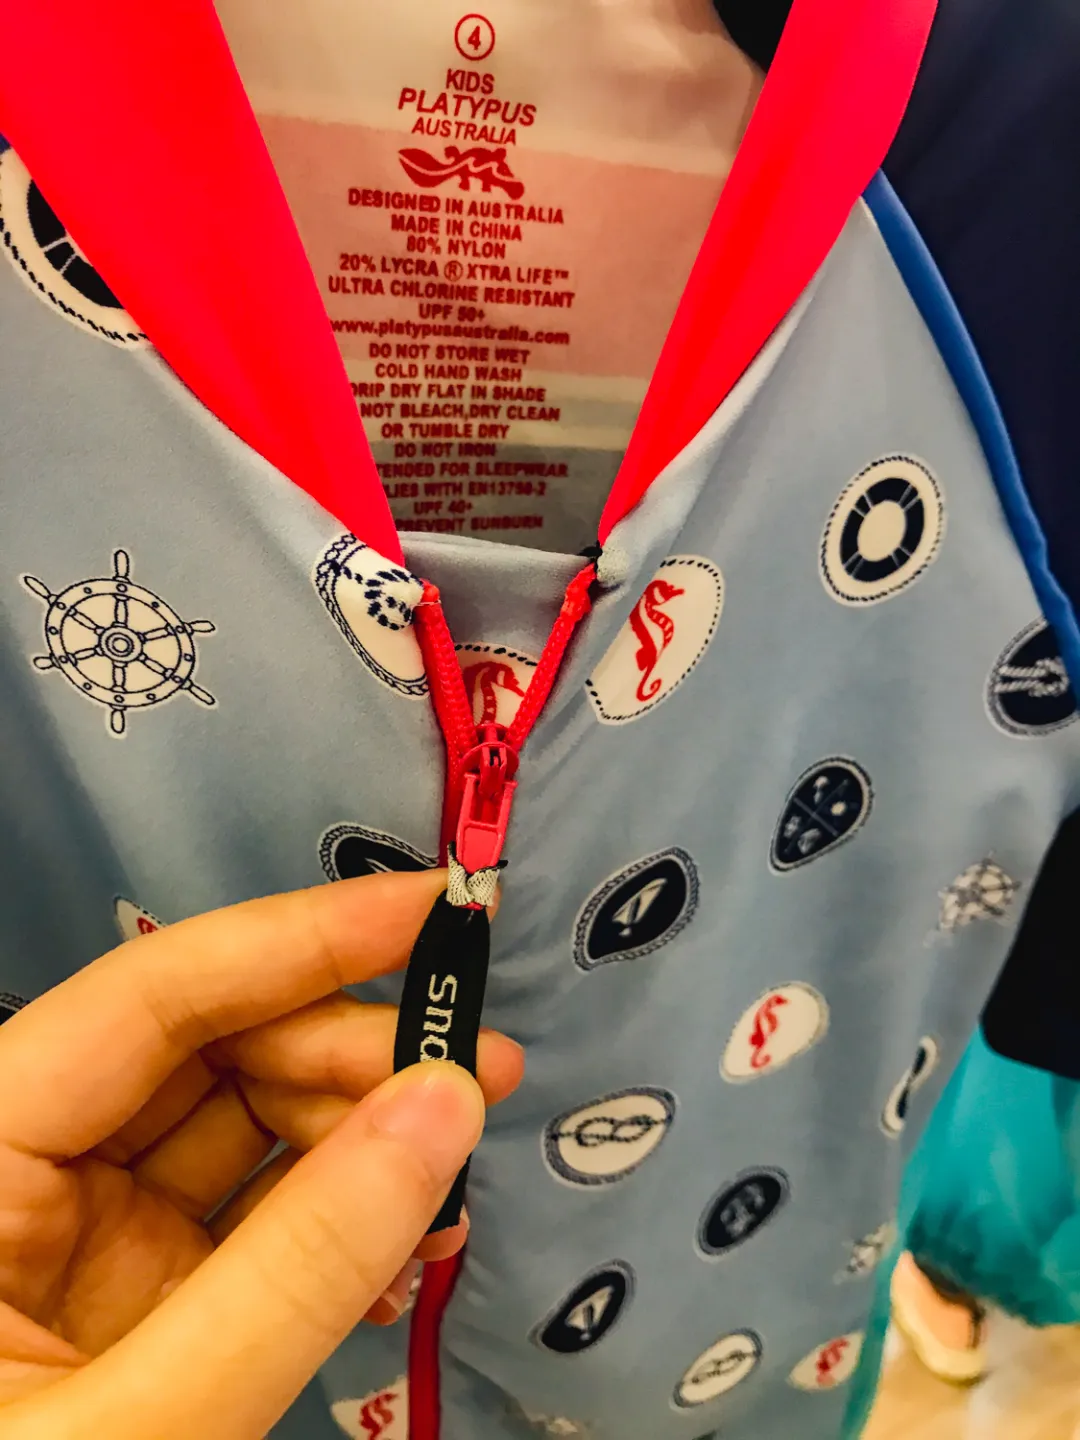 4
KIDS
PLATYPUS
AUSTRALIA
DESIGNED IN AUSTRALIA
MADE IN CHINA
80% NYLON
20% LYCRA ® XTRA LIFE™
ULTRA CHLORINE RESISTANT
UPF 50+
www.platypusaustralia.com
DO NOT STORE WET
COLD HAND WASH
DRIP DRY FLAT IN SHADE
NOT BLEACH,DRY CLEAN
OR TUMBLE DRY
DO NOT IRON
TENDED FOR SLEEPWEAR
LIES WITH EN13758-2
UPF 40+
PREVENT SUNBURN